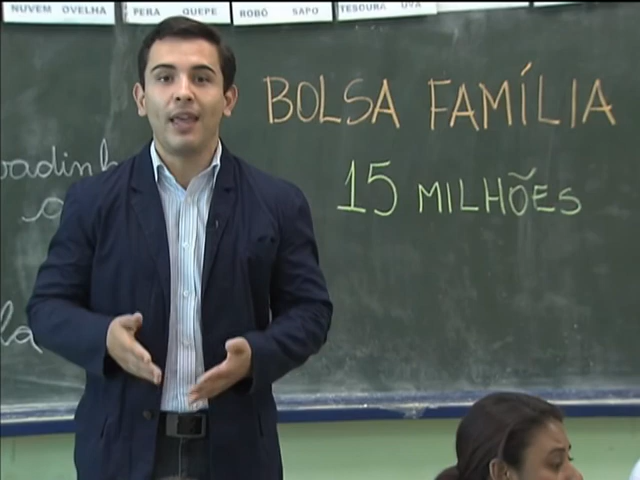 NUVEM OVELHA
PERA QUEPE
ROBÔ SAPO
TESOURA UVA
BOLSA FAMÍLIA
15 MILHÕES